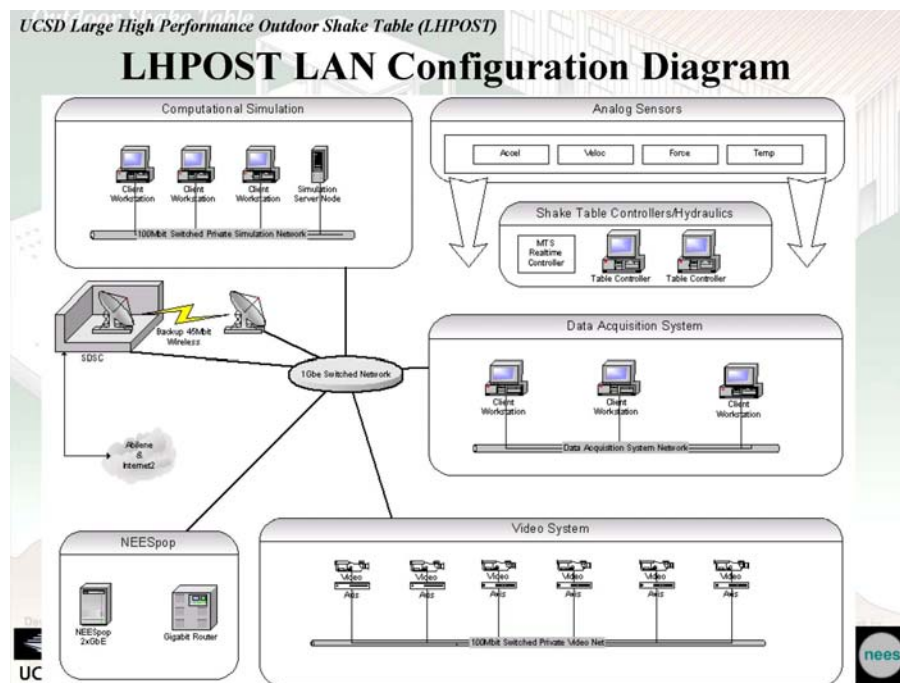 Outdoor Shake Table
UCSD Large High Performance Outdoor Shake Table (LHPOST)
LHPOST LAN Configuration Diagram
Computational Simulation
Client
Workstation
Client
Workstation
Client
Workstation
Simulation
Server Node
100Mbit Switched Private Simulation Network
Analog Sensors
Accel
Veloc
Force
Temp
Shake Table Controllers/Hydraulics
MTS
Realtime
Controller
Table Controller
Table Controller
SDSC
Backup 45Mbit
Wireless
1Gbe Switched Network
Abilene
&
Internet2
Data Acquisition System
Client
Workstation
Client
Workstation
Client
Workstation
Data Acquisition System Network
NEESpop
NEESpop
2xGbE
Gigabit Router
Video System
Video
Axis
Video
Axis
Video
Axis
Video
Axis
Video
Axis
Video
Axis
100Mbit Switched Private Video Net
UC
nees